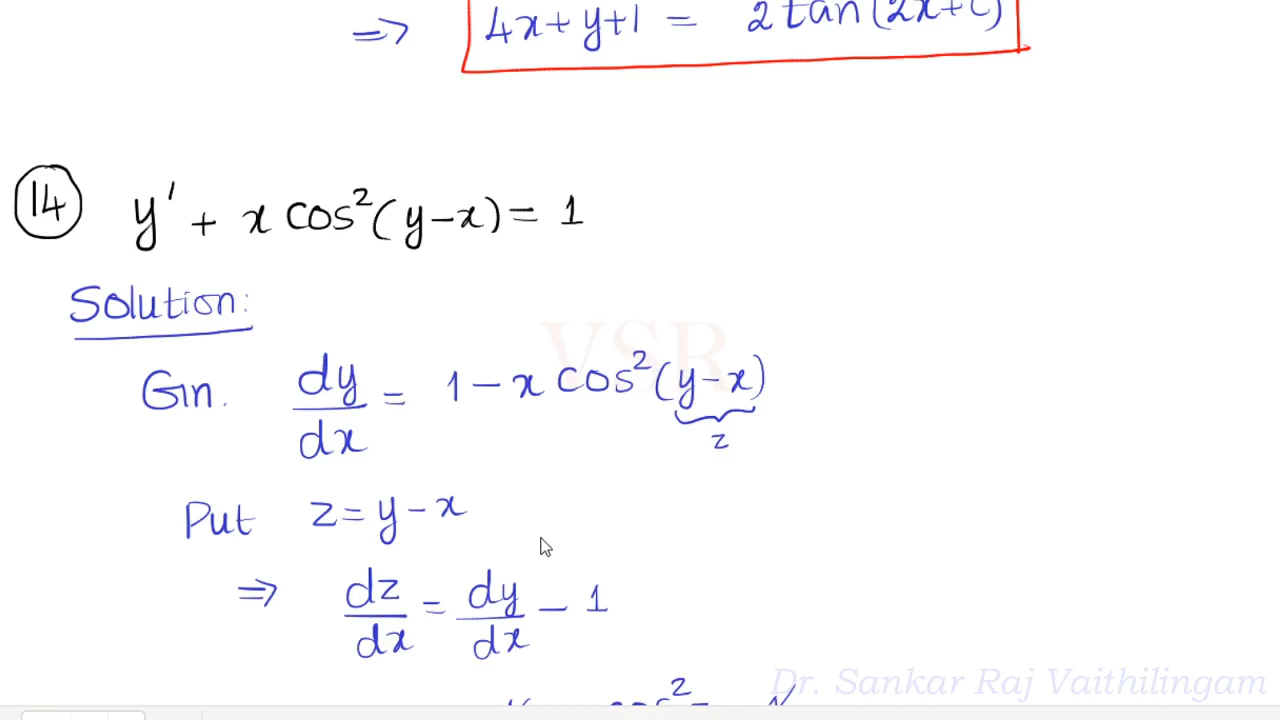 ⇒ 4x+y+1 = 2 tan(2x+c)
14 y' + x cos²(y-x) = 1
Solution:
Gn. dy/dx = 1 - x cos²(y-x)
z
Put z = y-x
⇒ dz/dx = dy/dx - 1
VSR
Dr. Sankar Raj Vaithilingam